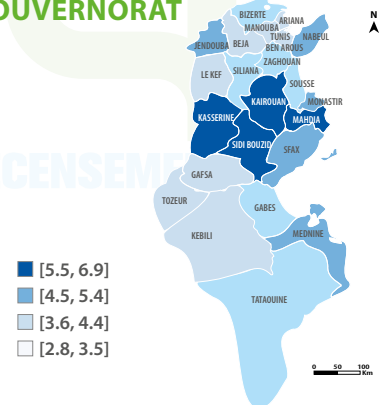 OUVERNORAT
N
BIZERTE
ARIANA
MANOUBA
TUNIS
NABEUL
JENDOUBA
BEJA
BEN AROUS
ZAGHOUAN
LE KEF
SILIANA
SOUSSE
KAIROUAN
MONASTIR
KASSERINE
MAHDIA
SIDI BOUZID
SFAX
CENSEME
GAFSA
TOZEUR
GABES
KEBILI
MEDNINE
TATAOUINE
[5.5, 6.9]
[4.5, 5.4]
[3.6, 4.4]
[2.8, 3.5]
0 50 100
Km